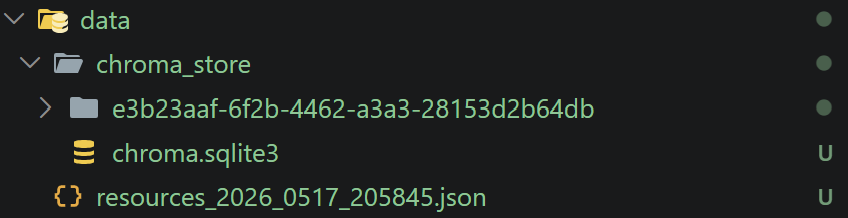 data
chroma_store
e3b23aaf-6f2b-4462-a3a3-28153d2b64db
chroma.sqlite3 U
resources_2026_0517_205845.json U